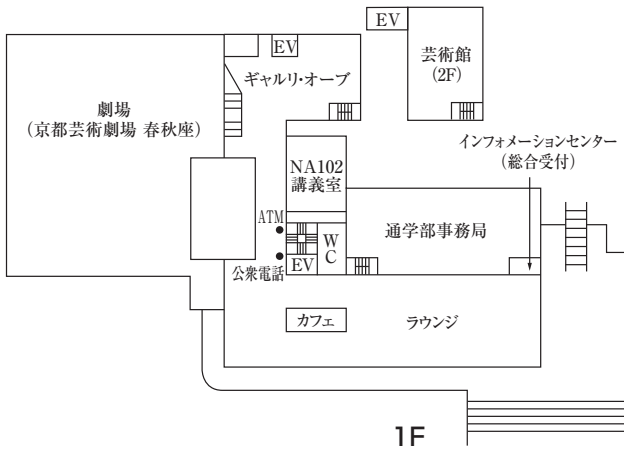 EV
芸術館
(2F)
EV
ギャルリ・オーブ
劇場
(京都芸術劇場 春秋座)
インフォメーションセンター
(総合受付)
NA102
講義室
ATM
WC
通学部事務局
公衆電話
EV
カフェ
ラウンジ
1F